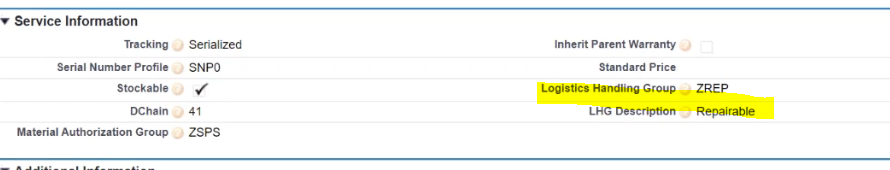 ▼ Service Information
Tracking Serialized Inherit Parent Warranty
Serial Number Profile SNP0 Standard Price
Stockable ✓ Logistics Handling Group ZREP
DChain 41 LHG Description Repairable
Material Authorization Group ZSPS
▼ Additional Information